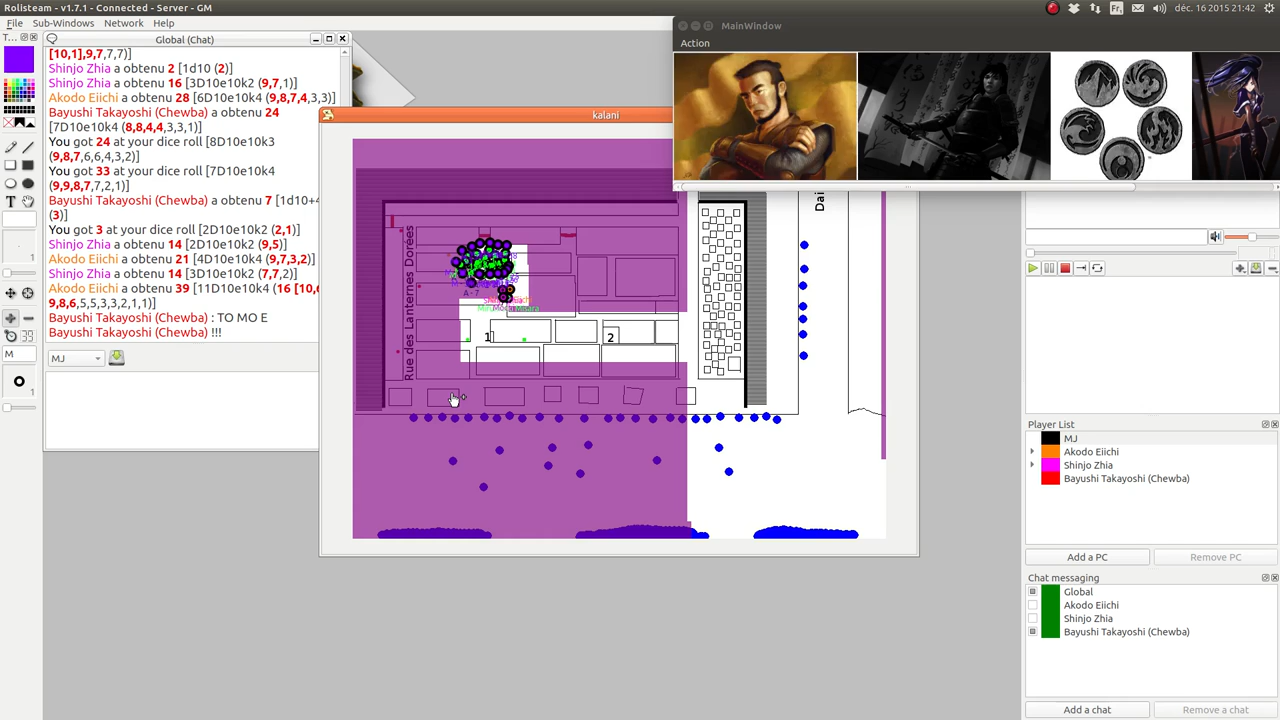 Rolisteam - v1.7.1 - Connected - Server - GM
Fr
déc. 16 2015 21:42
File Sub-Windows Network Help
MainWindow
Action
T...
Global (Chat)
[10,1],9,7,7,7)]
Shinjo Zhia a obtenu 2 [1d10 (2)]
Shinjo Zhia a obtenu 16 [3D10e10k2 (9,7,1)]
Akodo Eiichi a obtenu 28 [6D10e10k4 (9,8,7,4,3,3)]
Bayushi Takayoshi (Chewba) a obtenu 24
[7D10e10k4 (8,8,4,4,3,3,1)]
You got 24 at your dice roll [8D10e10k3
(9,8,7,6,6,4,3,2)]
You got 33 at your dice roll [7D10e10k4
(9,9,8,7,7,2,1)]
Bayushi Takayoshi (Chewba) a obtenu 7 [1d10+4
(3)]
You got 3 at your dice roll [2D10e10k2 (2,1)]
Shinjo Zhia a obtenu 14 [2D10e10k2 (9,5)]
Akodo Eiichi a obtenu 21 [4D10e10k4 (9,7,3,2)]
Shinjo Zhia a obtenu 14 [3D10e10k2 (7,7,2)]
Akodo Eiichi a obtenu 39 [11D10e10k4 (16 [10,6
9,8,6,5,5,3,3,2,1,1)]
Bayushi Takayoshi (Chewba) : TO MO E
Bayushi Takayoshi (Chewba) !!!
MJ
M
1
1
kalani
Rue des Lanternes Dorées
A - 7
1
2
Dai
Player List
MJ
Akodo Eiichi
Shinjo Zhia
Bayushi Takayoshi (Chewba)
Add a PC
Remove PC
Chat messaging
Global
Akodo Eiichi
Shinjo Zhia
Bayushi Takayoshi (Chewba)
Add a chat
Remove a chat